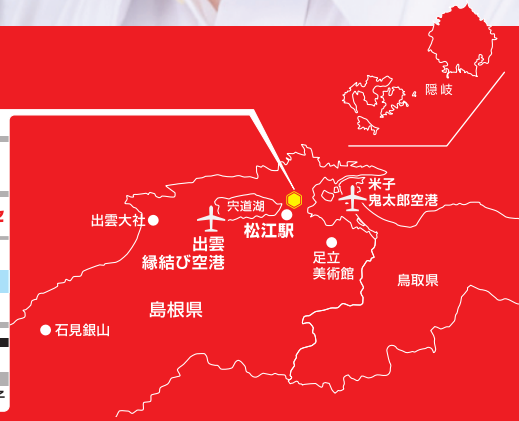 隠岐
米子
鬼太郎空港
宍道湖
出雲大社
松江駅
出雲
縁結び空港
足立
美術館
鳥取県
島根県
石見銀山